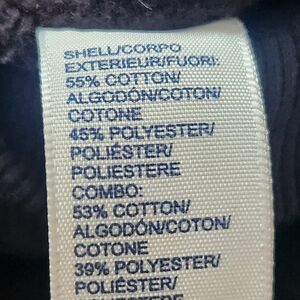 SHELL/CORPO
EXTERIEUR/FUORI:
55% COTTON/
ALGODÓN/COTON/
COTONE
45% POLYESTER/
POLIÉSTER/
POLIESTERE
COMBO:
53% COTTON/
ALGODÓN/COTON/
COTONE
39% POLYESTER/
POLIÉSTER/